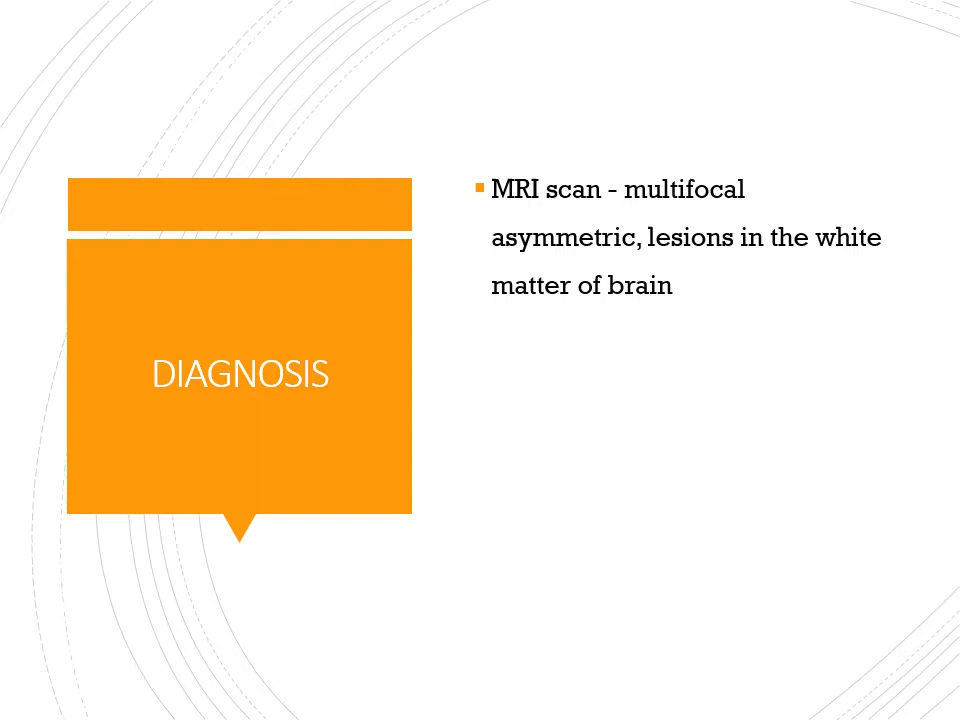 DIAGNOSIS
MRI scan - multifocal
asymmetric, lesions in the white
matter of brain